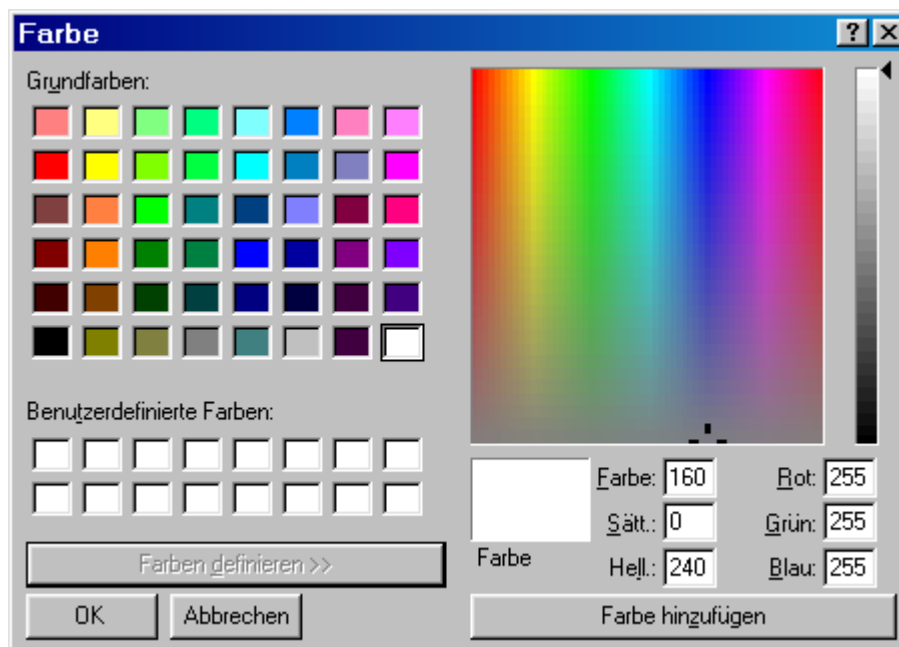 Farbe
Grundfarben:
Benutzerdefinierte Farben:
Farben definieren >>
OK
Abbrechen
Farbe
Farbe: 160
Sätt.: 0
Hell.: 240
Rot: 255
Grün: 255
Blau: 255
Farbe hinzufügen